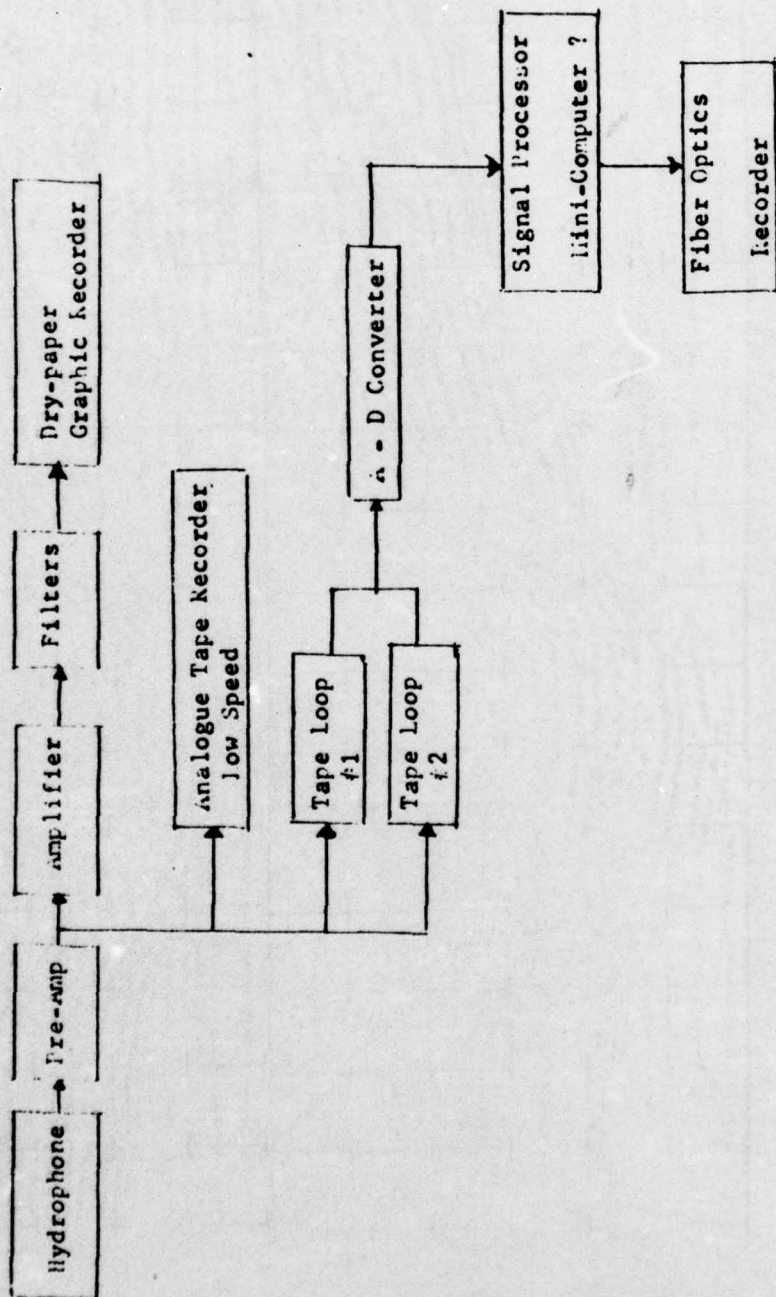 Hydrophone
Pre-Amp
Amplifier
Filters
Dry-paper
Graphic Recorder
Analogue Tape Recorder
low Speed
Tape Loop
#1
Tape Loop
#2
A - D Converter
Signal Processor
Mini-Computer ?
Fiber Optics
Recorder